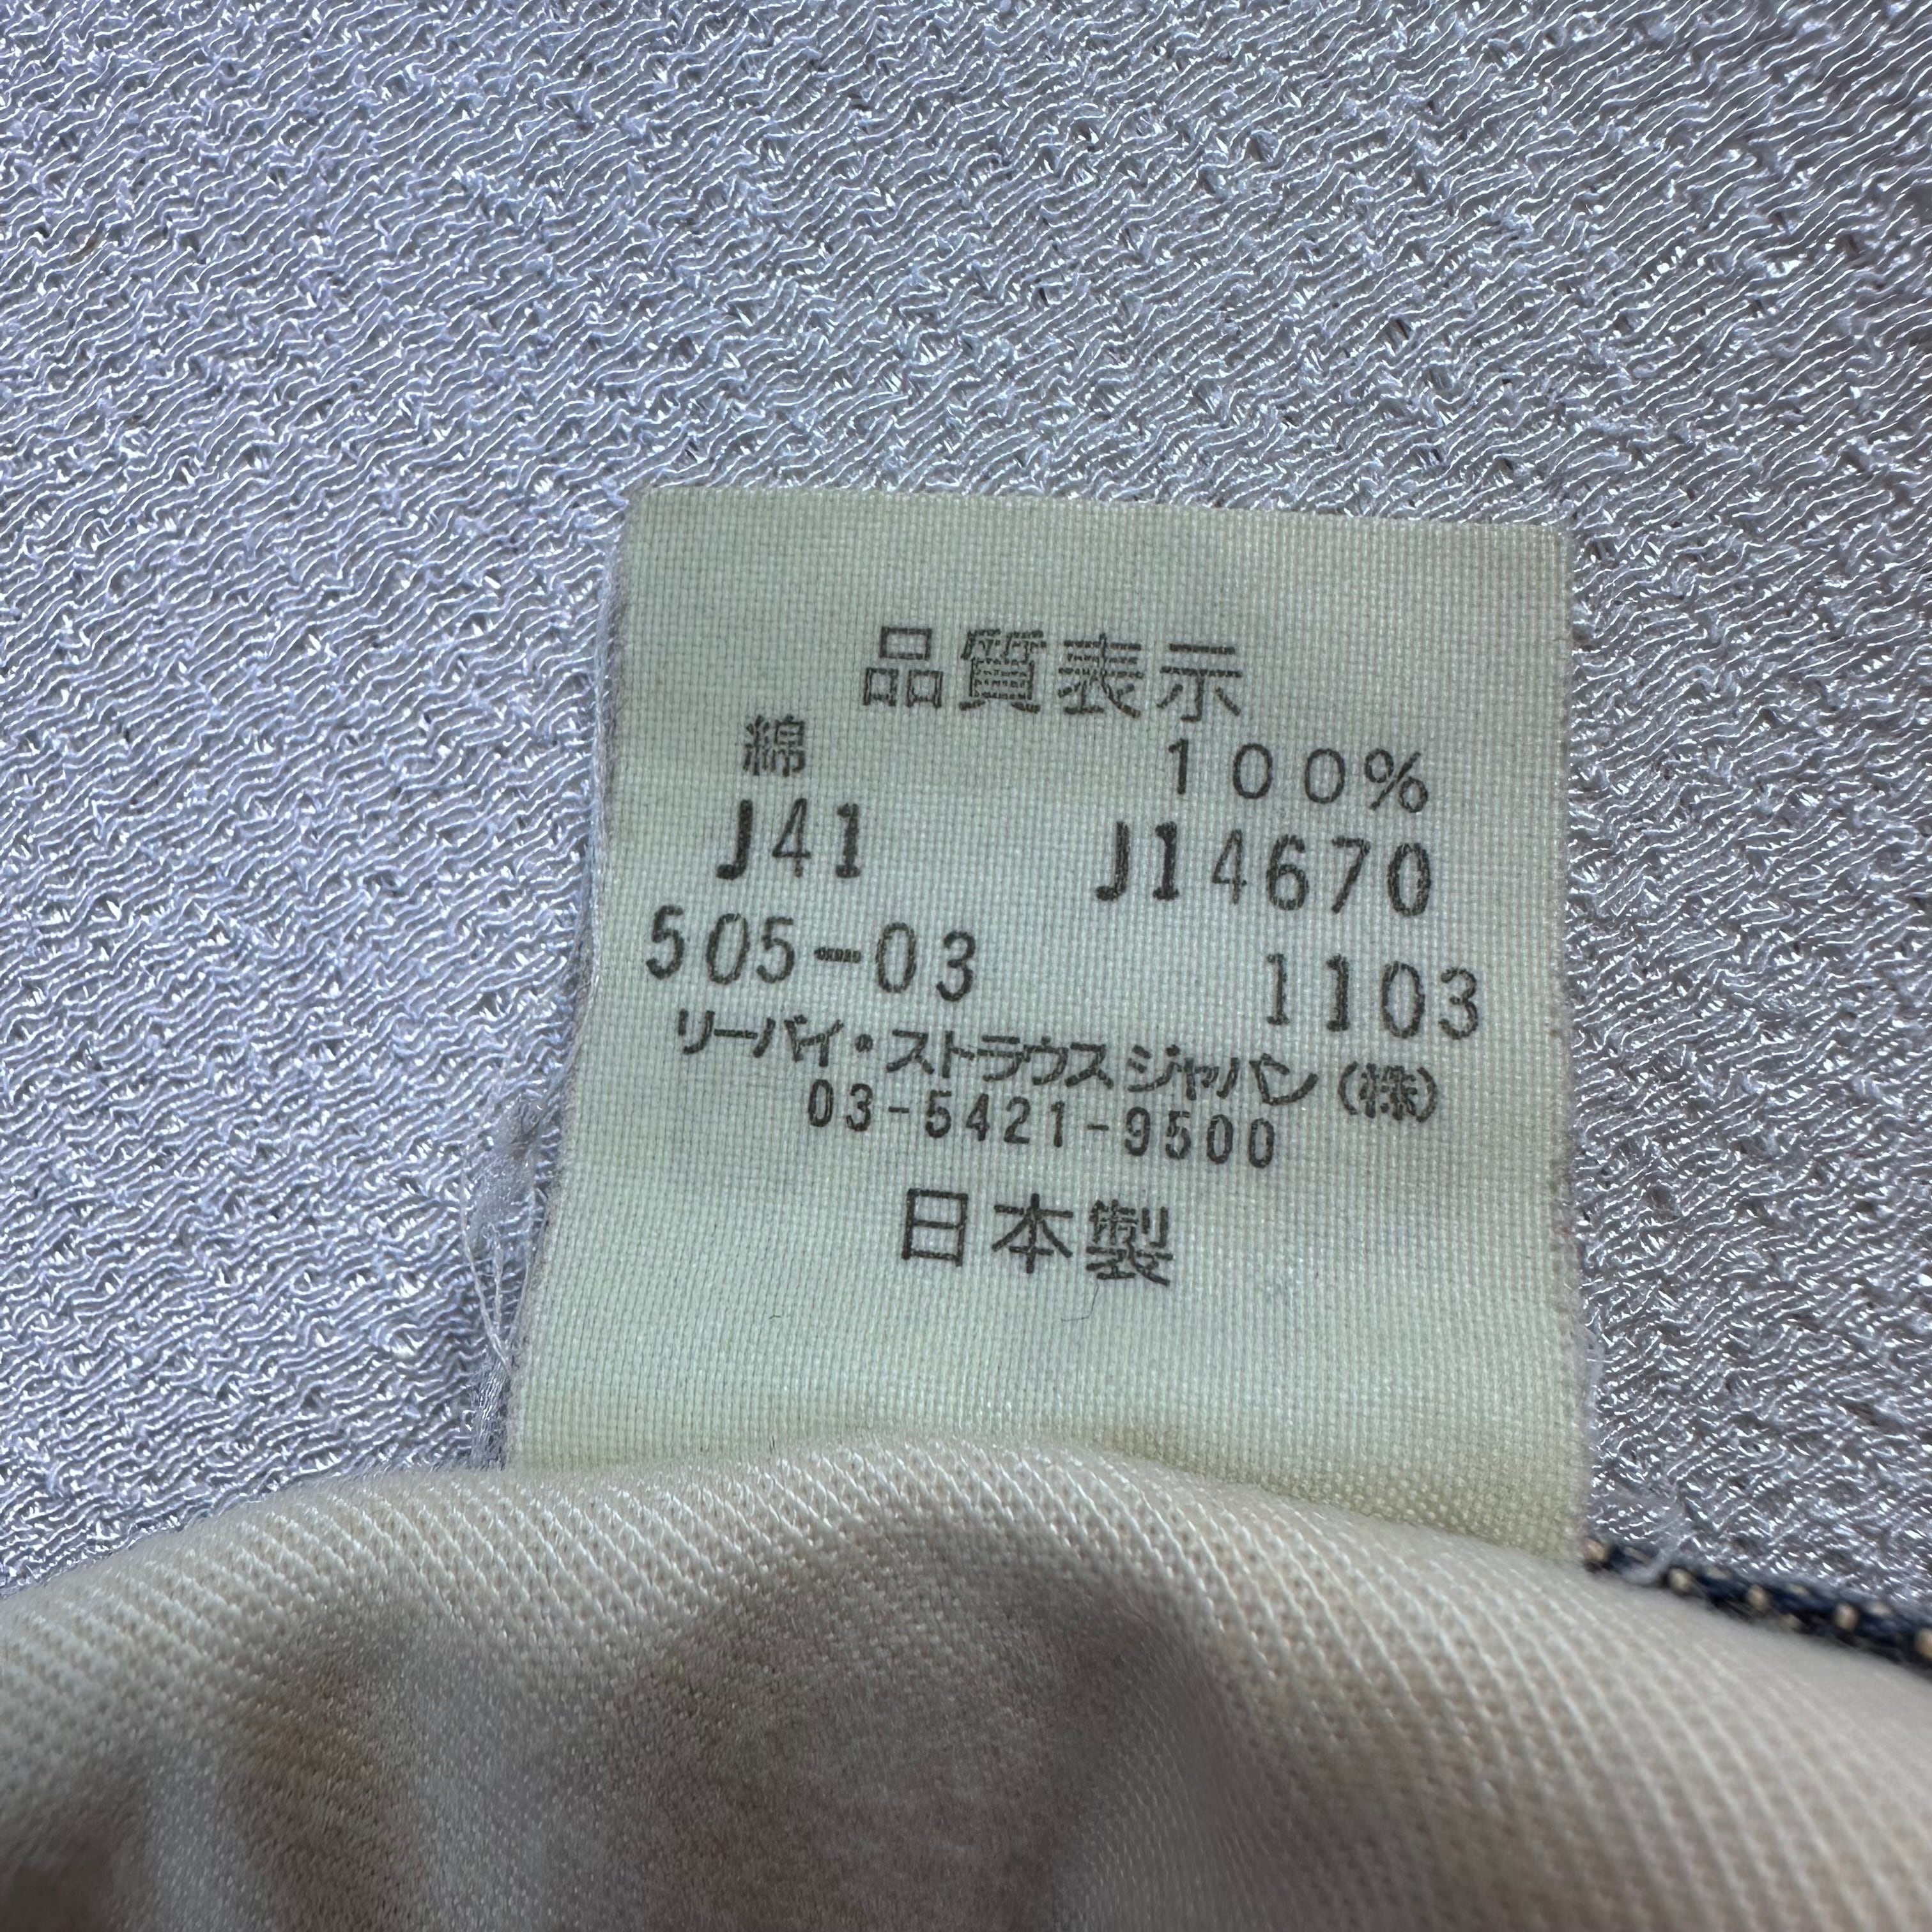 品質表示
綿 100%
J41 J14670
505-03 1103
リーバイ・ストラウス ジャパン(株)
03-5421-9500
日本製